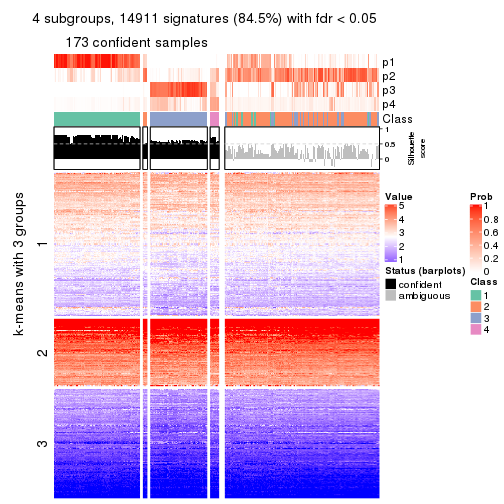 4 subgroups, 14911 signatures (84.5%) with fdr < 0.05
173 confident samples
p1
p2
p3
p4
Class
1
0.5
0
Silhouette
score
k-means with 3 groups
1
2
3
Value
5
4
3
2
1
Status (barplots)
confident
ambiguous
Prob
1
0.8
0.6
0.4
0.2
0
Class
1
2
3
4